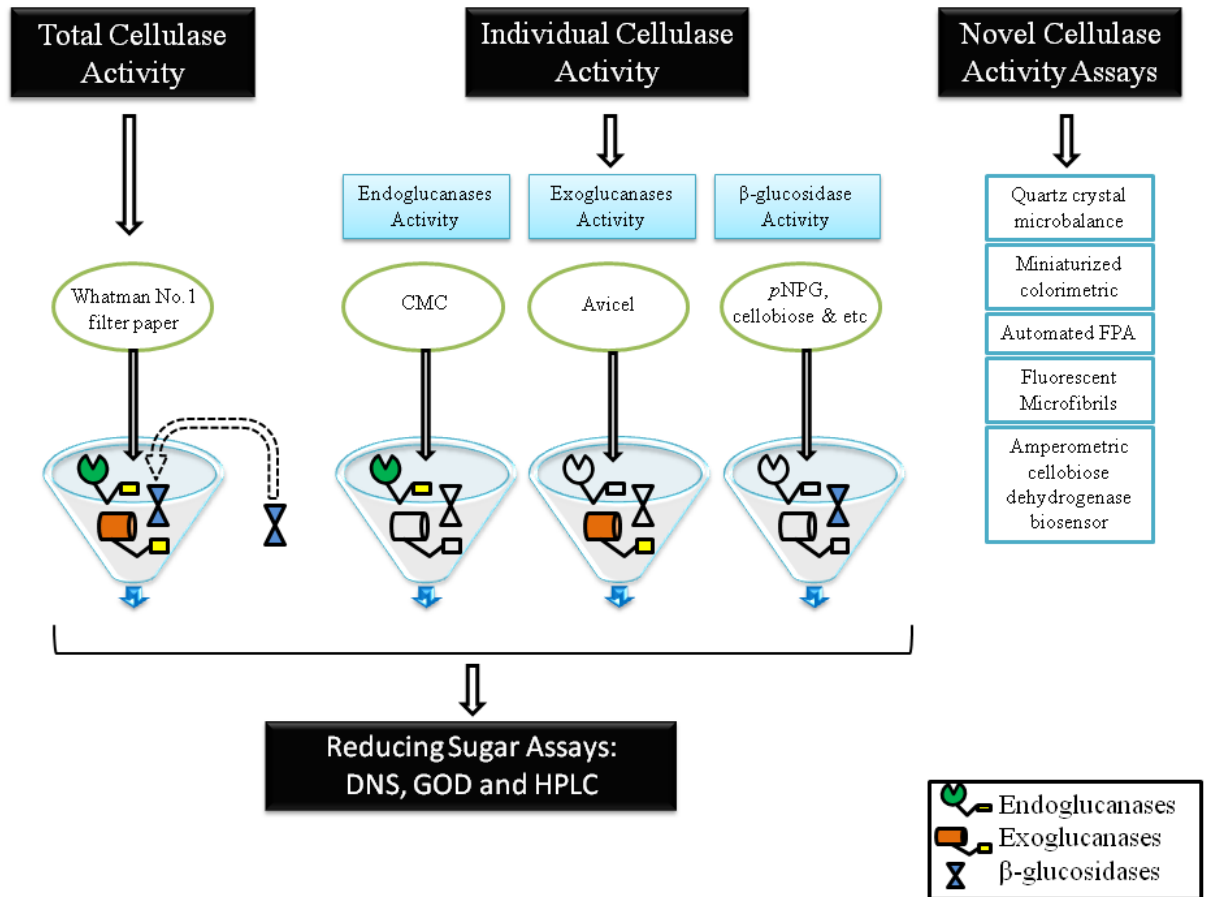 Total Cellulase
Activity
Individual Cellulase
Activity
Novel Cellulase
Activity Assays
Endoglucanases
Activity
Exoglucanases
Activity
β-glucosidase
Activity
Whatman No.1
filter paper
CMC
Avicel
pNPG,
cellobiose & etc
Quartz crystal
microbalance
Miniaturized
colorimetric
Automated FPA
Fluorescent
Microfibrils
Amperometric
cellobiose
dehydrogenase
biosensor
Reducing Sugar Assays:
DNS, GOD and HPLC
Endoglucanases
Exoglucanases
β-glucosidases